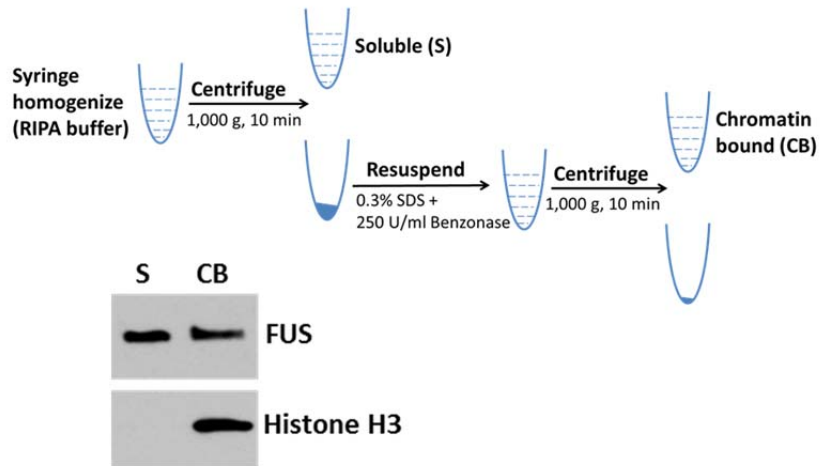 Syringe
homogenize
(RIPA buffer)
Centrifuge
1,000 g, 10 min
Soluble (S)
Resuspend
0.3% SDS +
250 U/ml Benzonase
Centrifuge
1,000 g, 10 min
Chromatin
bound (CB)
S CB
FUS
Histone H3